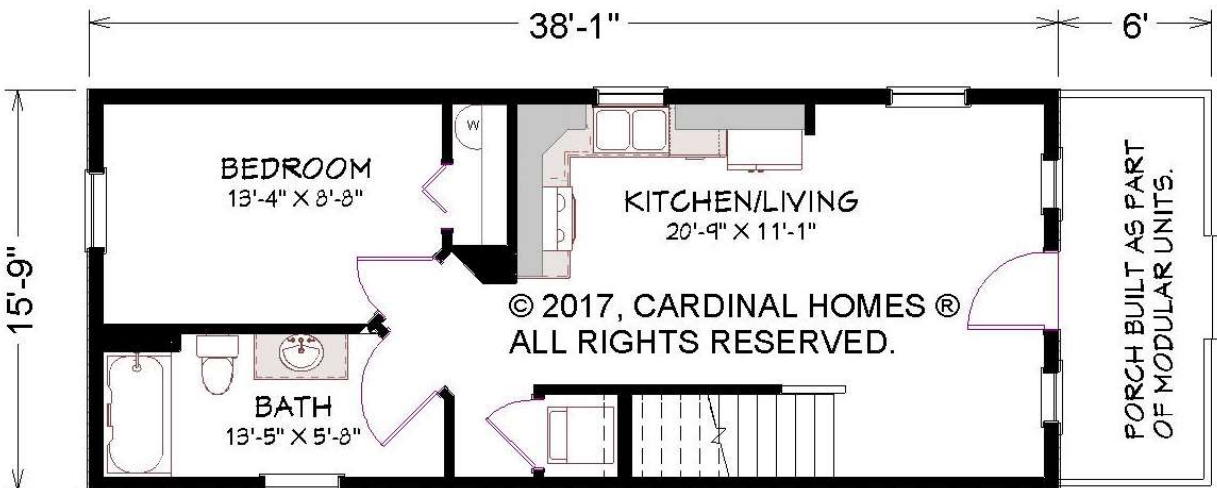 38'-1"
6'
15'-9"
BEDROOM
13'-4" X 8'-8"
W
KITCHEN/LIVING
20'-9" X 11'-1"
© 2017, CARDINAL HOMES ®
ALL RIGHTS RESERVED.
BATH
13'-5" X 5'-8"
PORCH BUILT AS PART
OF MODULAR UNITS.